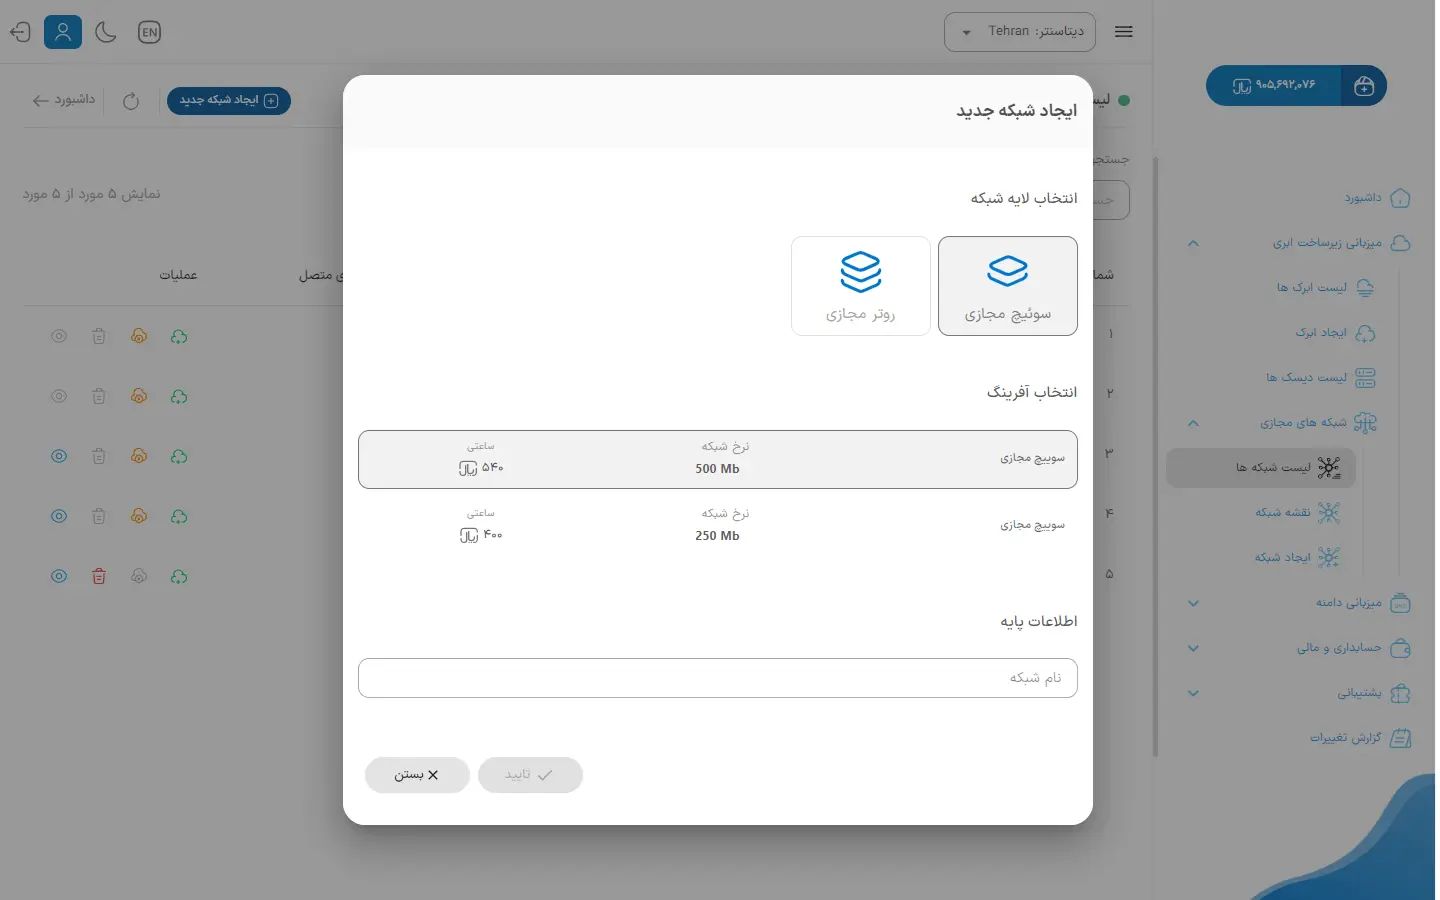 دیتاسنتر: Tehran
EN
۹۰۵,۶۹۲,۰۷۶ ریال
داشبورد
میزبانی زیرساخت ابری
لیست ابرک ها
ایجاد ابرک
لیست دیسک ها
شبکه های مجازی
لیست شبکه ها
نقشه شبکه
ایجاد شبکه
میزبانی دامنه
حسابداری و مالی
پشتیبانی
گزارش تغییرات
ایجاد شبکه جدید
داشبورد
نمایش ۵ مورد از ۵ مورد
عملیات
۱
۲
۳
۴
۵
ایجاد شبکه جدید
انتخاب لایه شبکه
سوئیچ مجازی
روتر مجازی
انتخاب آفرینگ
سوییچ مجازی
نرخ شبکه
500 Mb
ساعتی
۵۴۰ ریال
سوییچ مجازی
نرخ شبکه
250 Mb
ساعتی
۴۰۰ ریال
اطلاعات پایه
نام شبکه
تایید
بستن